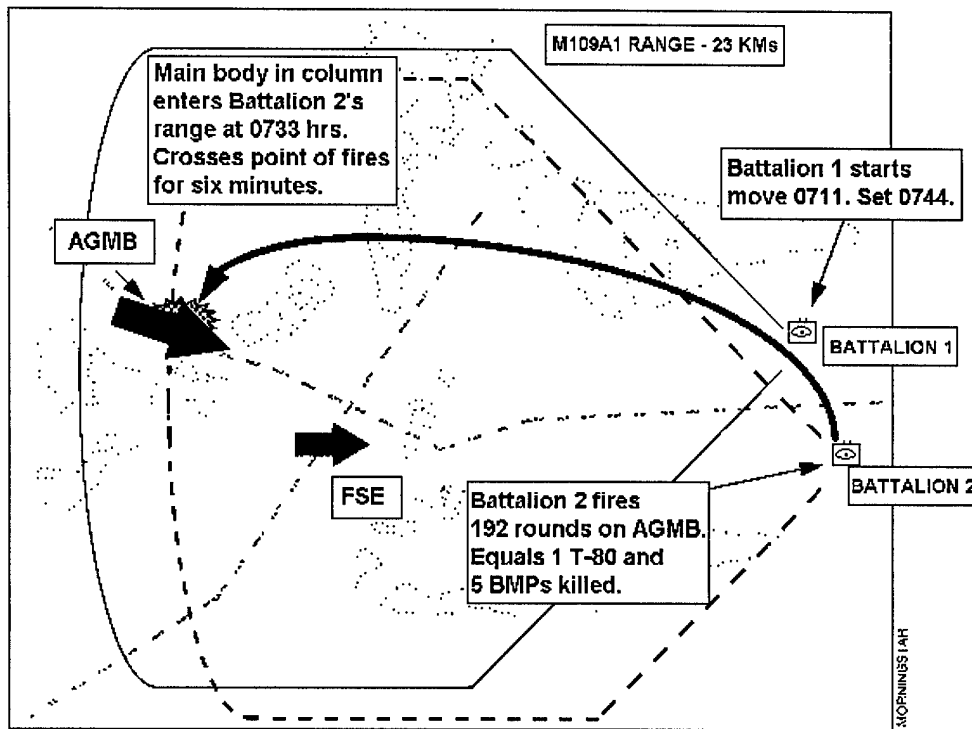 M109A1 RANGE - 23 KMs
Main body in column
enters Battalion 2's
range at 0733 hrs.
Crosses point of fires
for six minutes.
Battalion 1 starts
move 0711. Set 0744.
AGMB
BATTALION 1
FSE
BATTALION 2
Battalion 2 fires
192 rounds on AGMB.
Equals 1 T-80 and
5 BMPs killed.
MORNINGSTAR